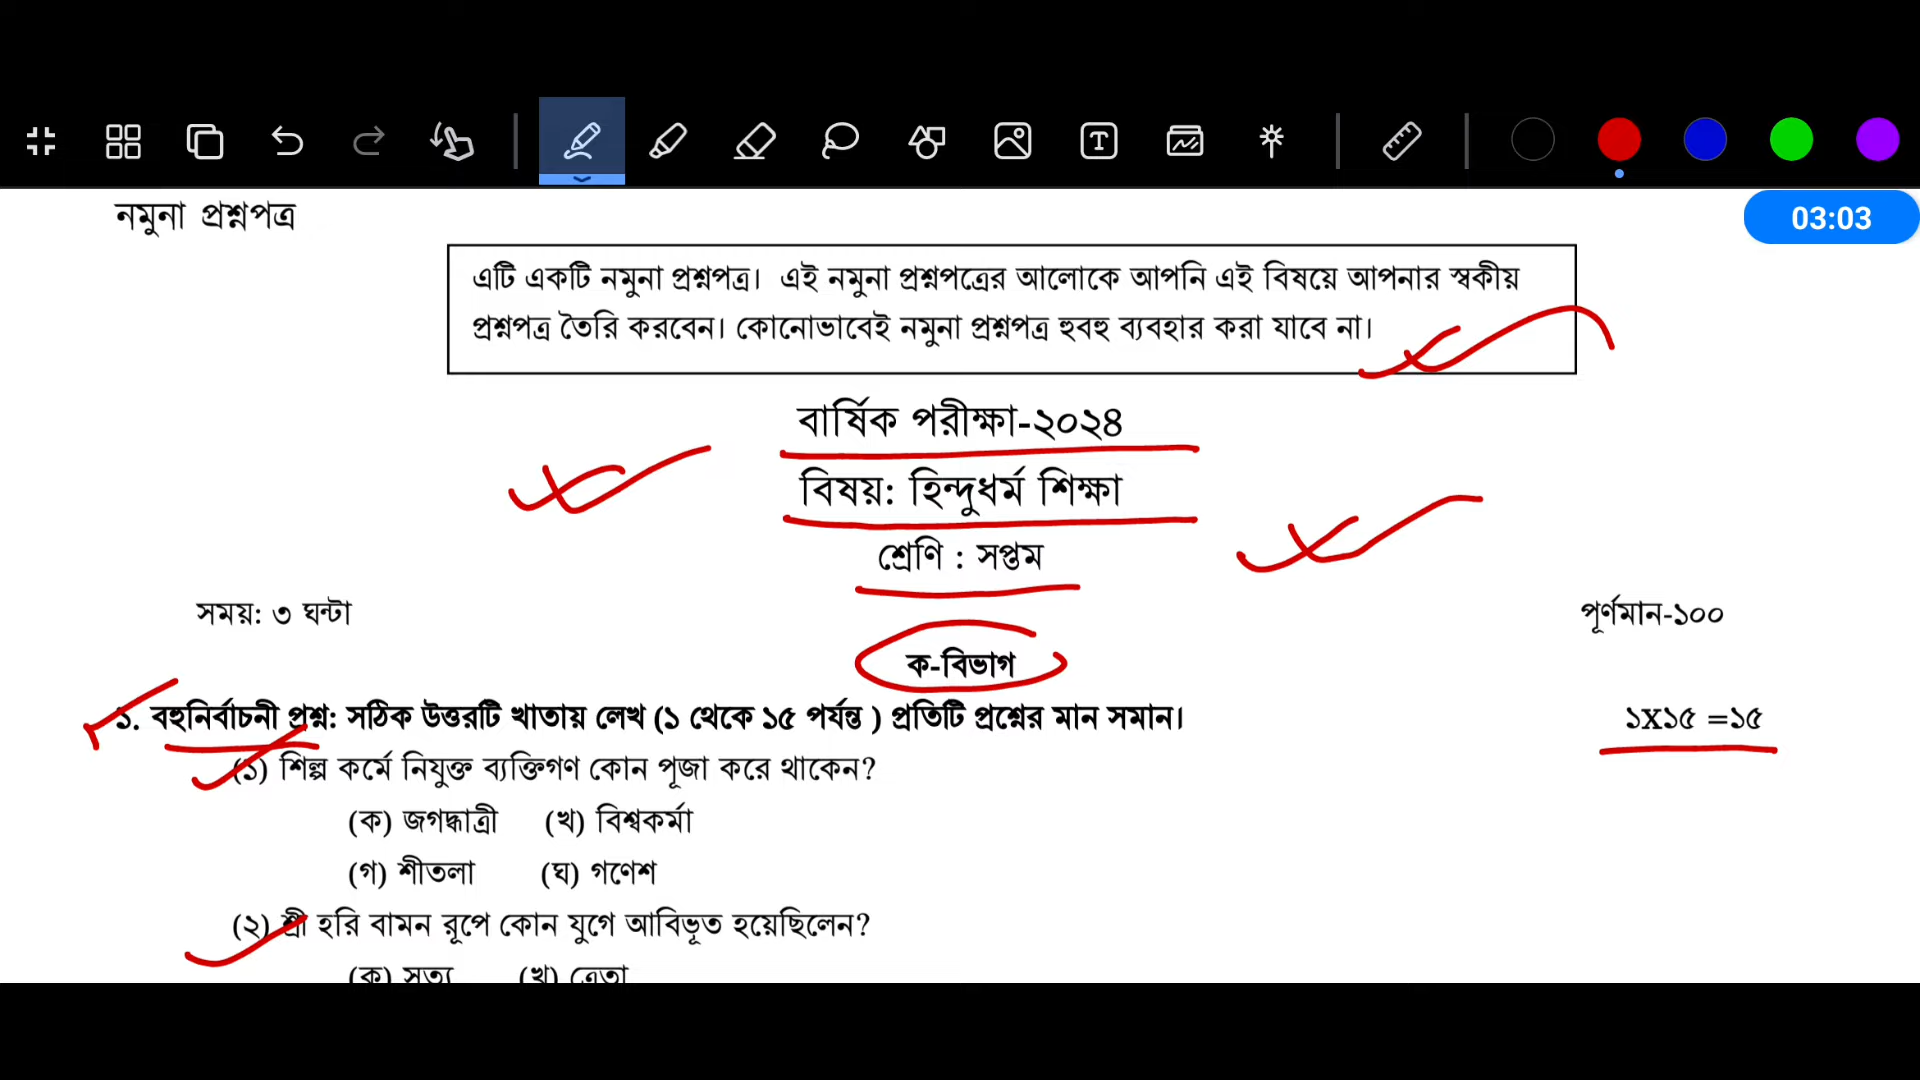 03:03
নমুনা প্রশ্নপত্র
এটি একটি নমুনা প্রশ্নপত্র। এই নমুনা প্রশ্নপত্রের আলোকে আপনি এই বিষয়ে আপনার স্বকীয়
প্রশ্নপত্র তৈরি করবেন। কোনোভাবেই নমুনা প্রশ্নপত্র হুবহু ব্যবহার করা যাবে না।
বার্ষিক পরীক্ষা-২০২৪
বিষয়: হিন্দুধর্ম শিক্ষা
শ্রেণি : সপ্তম
সময়: ৩ ঘন্টা পূর্ণমান-১০০
ক-বিভাগ
১. বহুনির্বাচনী প্রশ্ন: সঠিক উত্তরটি খাতায় লেখ (১ থেকে ১৫ পর্যন্ত ) প্রতিটি প্রশ্নের মান সমান। ১X১৫ =১৫
(১) শিল্প কর্মে নিযুক্ত ব্যক্তিগণ কোন পূজা করে থাকেন?
(ক) জগদ্ধাত্রী (খ) বিশ্বকর্মা
(গ) শীতলা (ঘ) গণেশ
(২) শ্রী হরি বামন রূপে কোন যুগে আবিভূত হয়েছিলেন?
(ক) সত্য (খ) ত্রেতা